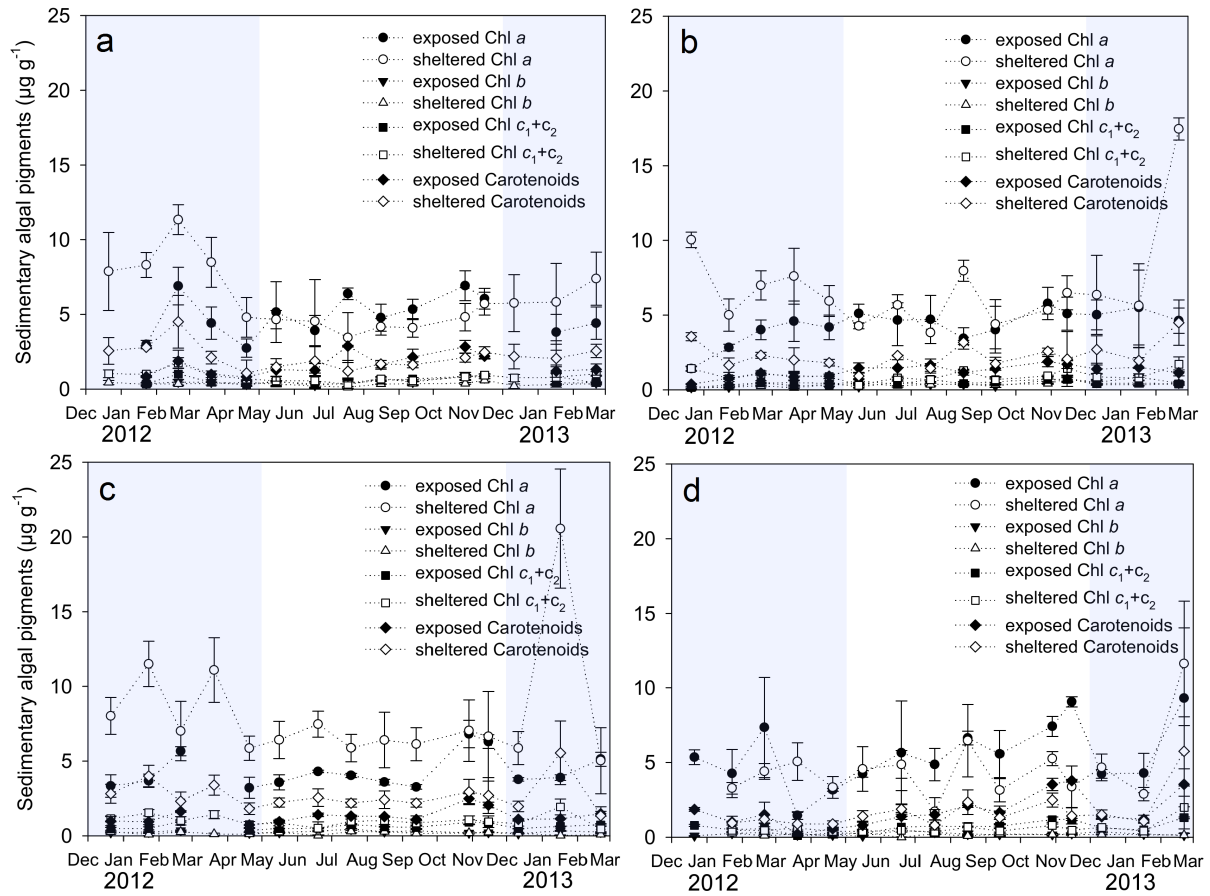 25
20
15
10
5
0
Sedimentary algal pigments (µg g-1)
a
exposed Chl a
sheltered Chl a
exposed Chl b
sheltered Chl b
exposed Chl c1+c2
sheltered Chl c1+c2
exposed Carotenoids
sheltered Carotenoids
Dec Jan Feb Mar Apr May Jun Jul Aug Sep Oct Nov Dec Jan Feb Mar
2012 2013
25
20
15
10
5
0
b
exposed Chl a
sheltered Chl a
exposed Chl b
sheltered Chl b
exposed Chl c1+c2
sheltered Chl c1+c2
exposed Carotenoids
sheltered Carotenoids
Dec Jan Feb Mar Apr May Jun Jul Aug Sep Oct Nov Dec Jan Feb Mar
2012 2013
25
20
15
10
5
0
Sedimentary algal pigments (µg g-1)
c
exposed Chl a
sheltered Chl a
exposed Chl b
sheltered Chl b
exposed Chl c1+c2
sheltered Chl c1+c2
exposed Carotenoids
sheltered Carotenoids
Dec Jan Feb Mar Apr May Jun Jul Aug Sep Oct Nov Dec Jan Feb Mar
2012 2013
25
20
15
10
5
0
d
exposed Chl a
sheltered Chl a
exposed Chl b
sheltered Chl b
exposed Chl c1+c2
sheltered Chl c1+c2
exposed Carotenoids
sheltered Carotenoids
Dec Jan Feb Mar Apr May Jun Jul Aug Sep Oct Nov Dec Jan Feb Mar
2012 2013